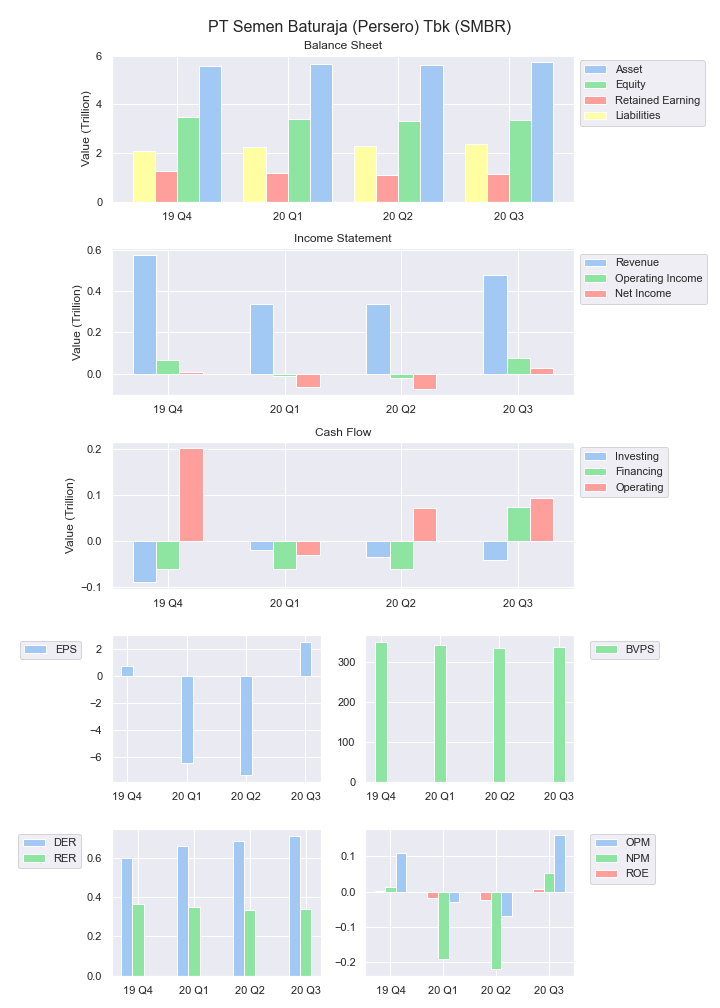 PT Semen Baturaja (Persero) Tbk (SMBR)
Balance Sheet
Value (Trillion)
6
4
2
0
19 Q4 20 Q1 20 Q2 20 Q3
Asset
Equity
Retained Earning
Liabilities
Income Statement
Value (Trillion)
0.6
0.4
0.2
0.0
19 Q4 20 Q1 20 Q2 20 Q3
Revenue
Operating Income
Net Income
Cash Flow
Value (Trillion)
0.2
0.1
0.0
−0.1
19 Q4 20 Q1 20 Q2 20 Q3
Investing
Financing
Operating
EPS
2
0
−2
−4
−6
19 Q4 20 Q1 20 Q2 20 Q3
300
200
100
0
19 Q4 20 Q1 20 Q2 20 Q3
BVPS
DER
RER
0.6
0.4
0.2
0.0
19 Q4 20 Q1 20 Q2 20 Q3
0.1
0.0
−0.1
−0.2
19 Q4 20 Q1 20 Q2 20 Q3
OPM
NPM
ROE